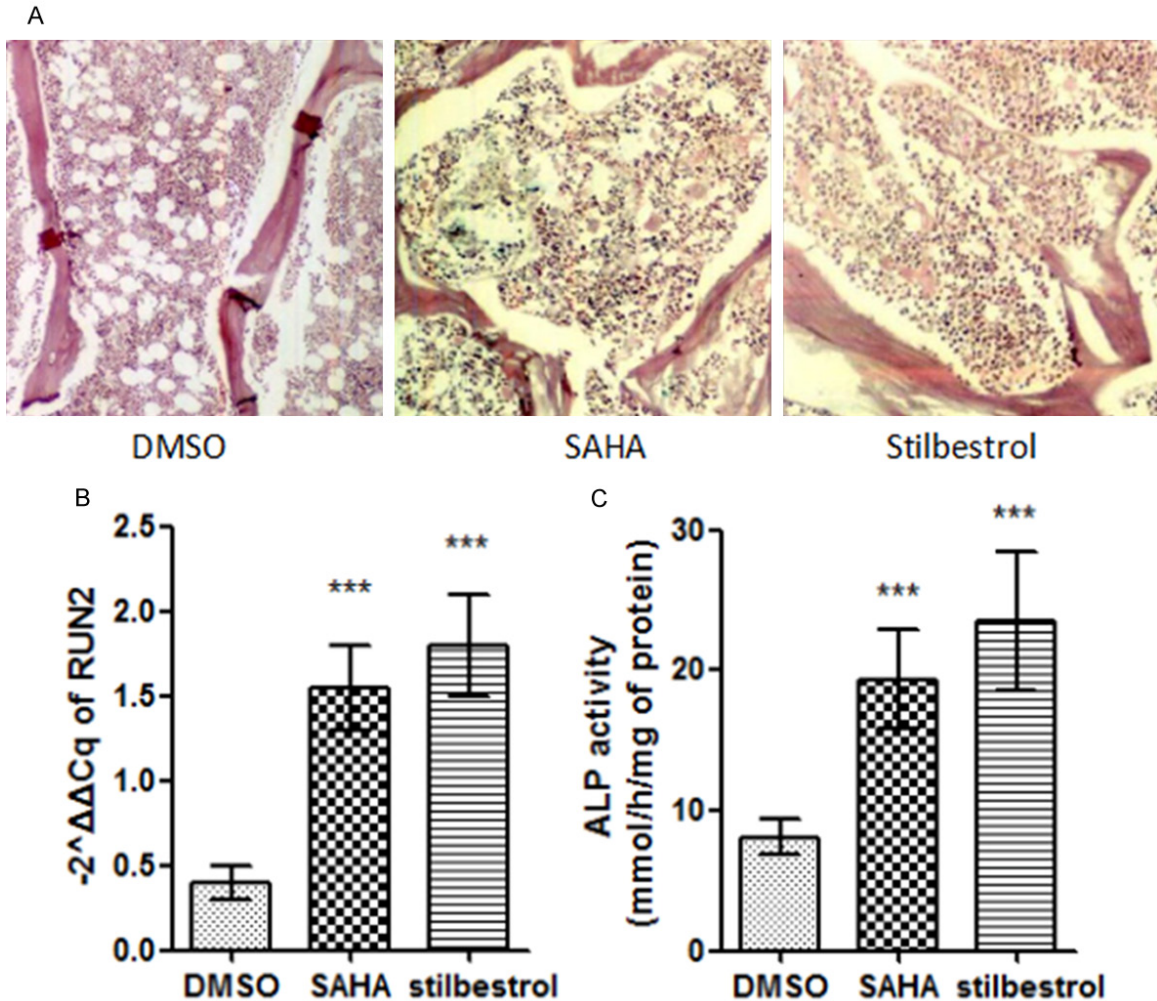 A
DMSO
SAHA
Stilbestrol
B
-2^ΔΔCq of RUN2
2.5
2.0
1.5
1.0
0.5
0.0
***
***
DMSO
SAHA
stilbestrol
C
ALP activity
(mmol/h/mg of protein)
30
20
10
0
***
***
DMSO
SAHA
stilbestrol